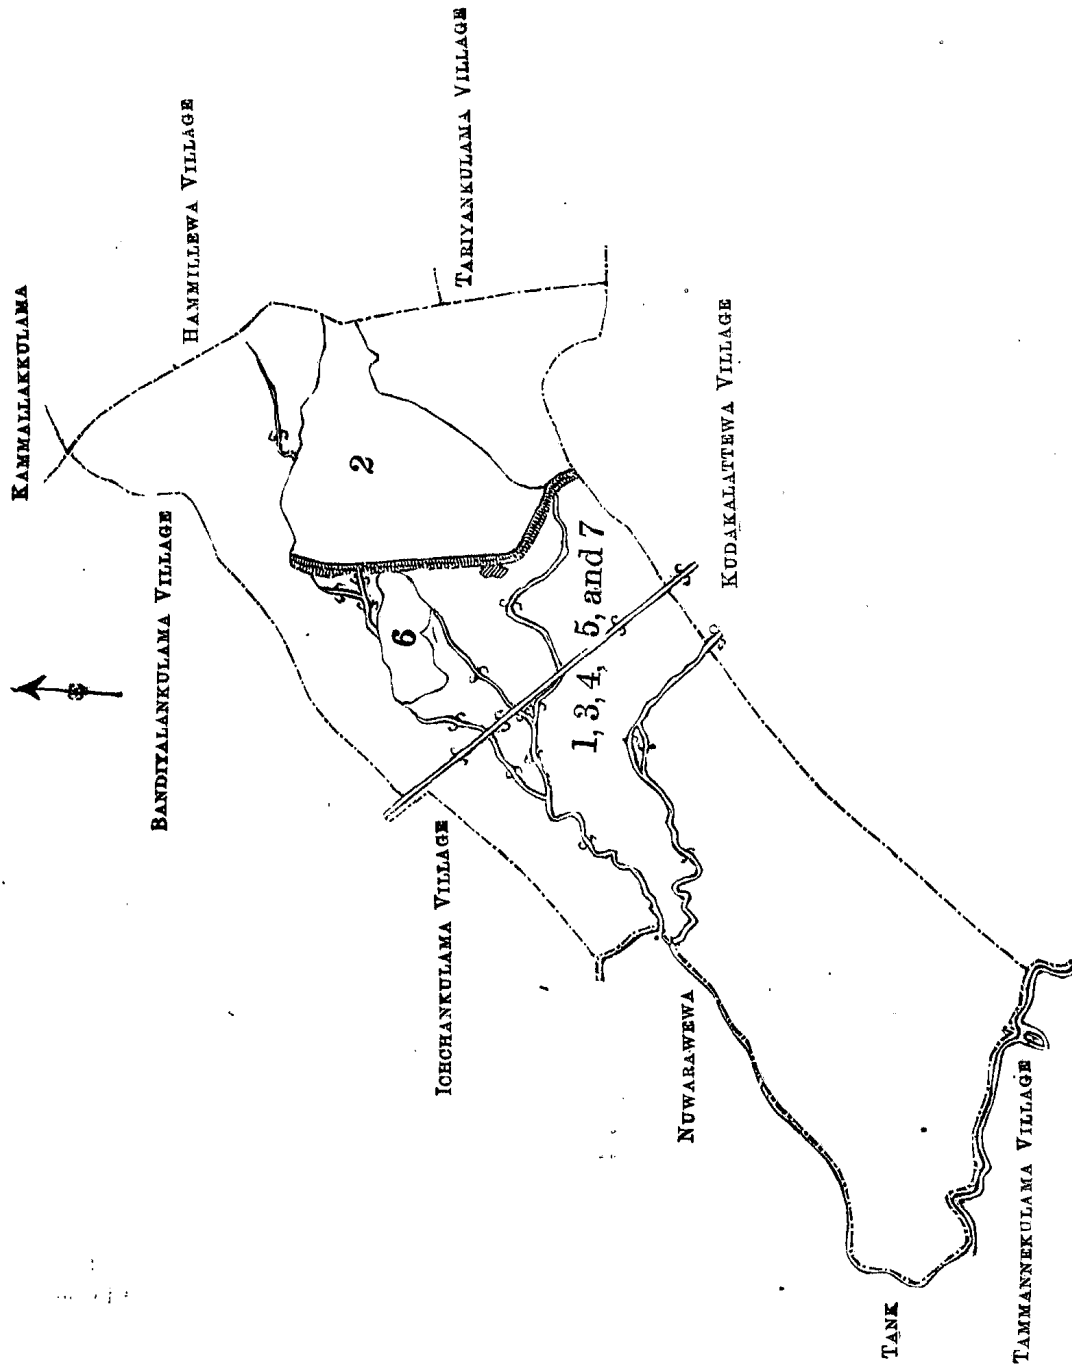 KAMMALLAKKULAMA
HAMMILLEWA VILLAGE
TARIYANKULAMA VILLAGE
BANDIYALANKULAMA VILLAGE
2
6
1, 3, 4, 5, and 7
KUDAKALATTEWA VILLAGE
ICHCHANKULAMA VILLAGE
NUWARAWEWA
TANK
TAMMANNEKULAMA VILLAGE